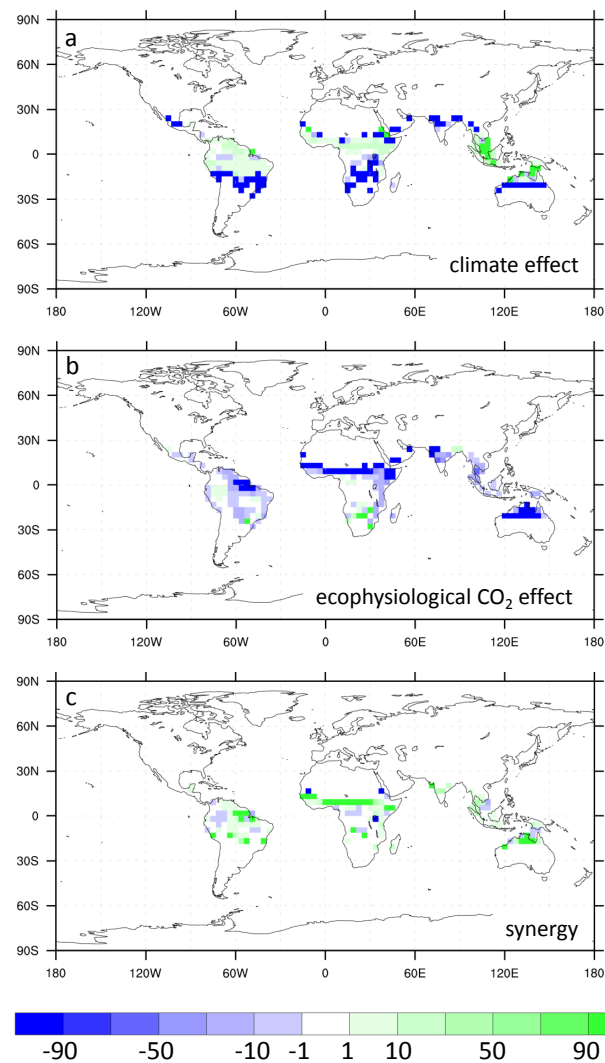 a
90N
60N
30N
0
30S
60S
90S
climate effect
180 120W 60W 0 60E 120E 180
b
90N
60N
30N
0
30S
60S
90S
ecophysiological CO₂ effect
180 120W 60W 0 60E 120E 180
c
90N
60N
30N
0
30S
60S
90S
synergy
180 120W 60W 0 60E 120E 180
-90 -50 -10 -1 1 10 50 90